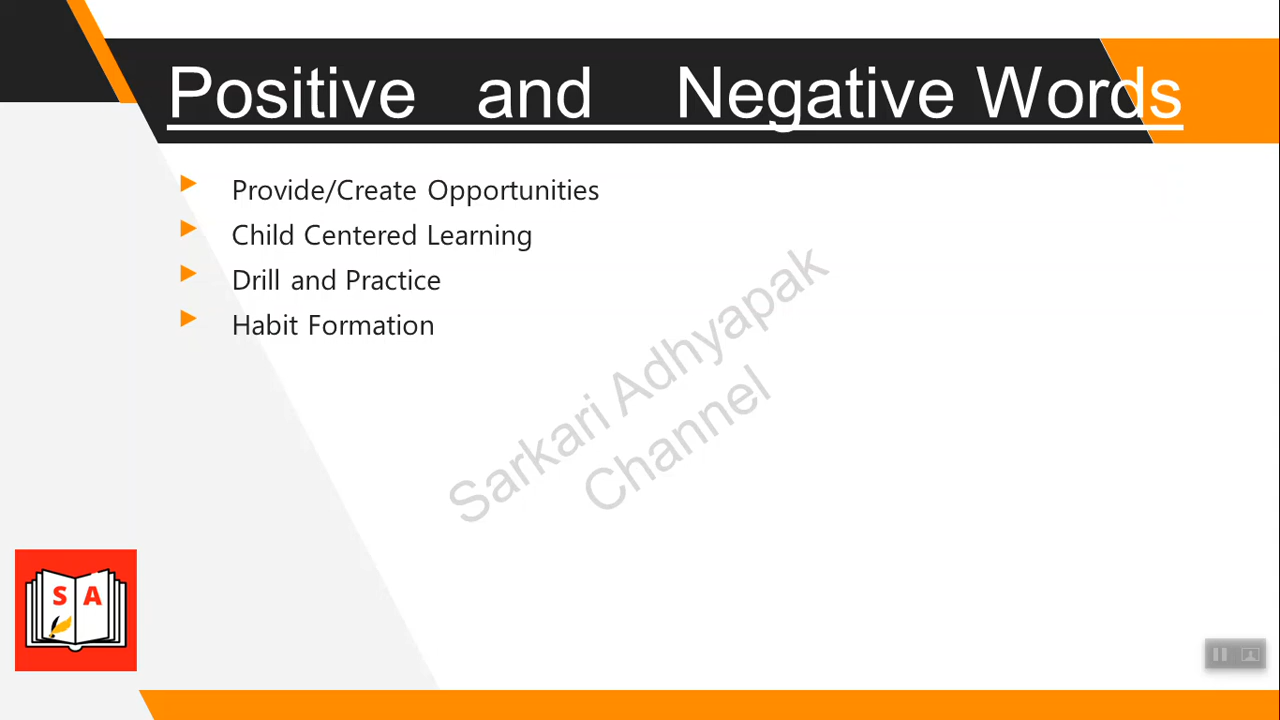 Positive and Negative Words
Provide/Create Opportunities
Child Centered Learning
Drill and Practice
Habit Formation
Sarkari Adhyapak
Channel
S A